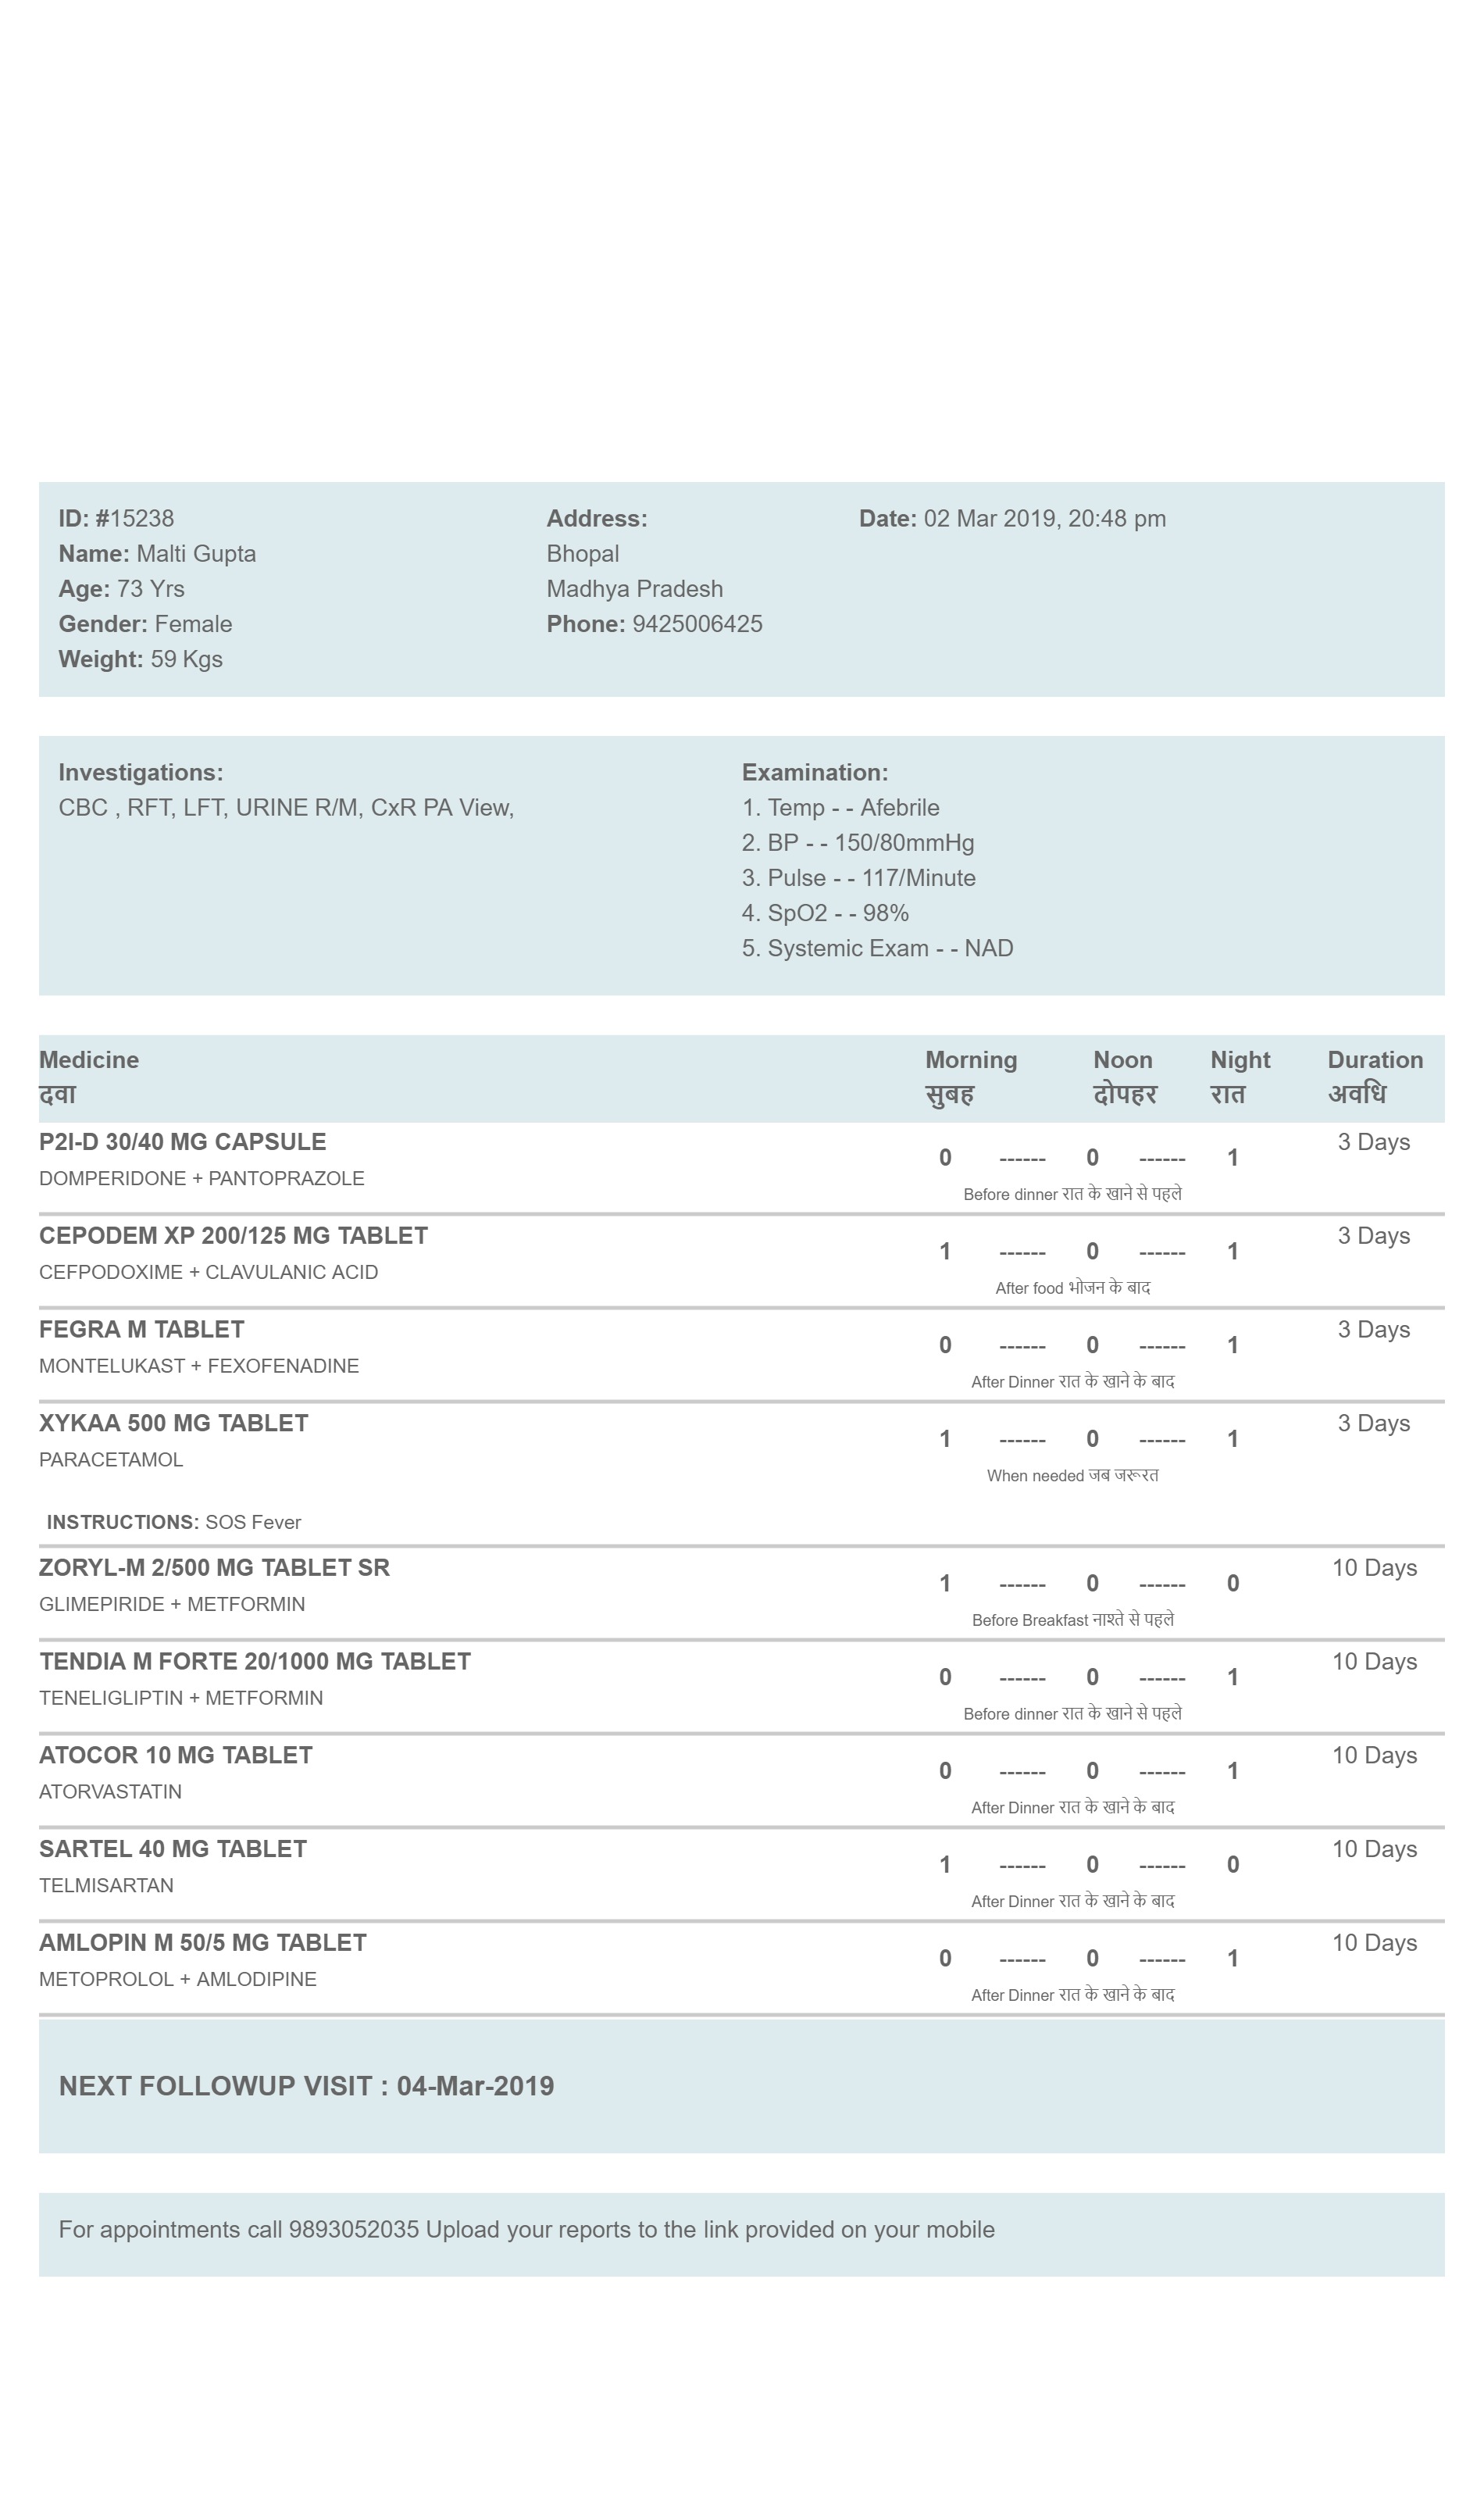 ID: #15238
Name: Malti Gupta
Age: 73 Yrs
Gender: Female
Weight: 59 Kgs
Address:
Bhopal
Madhya Pradesh
Phone: 9425006425
Date: 02 Mar 2019, 20:48 pm
Investigations:
CBC , RFT, LFT, URINE R/M, CxR PA View,
Examination:
1. Temp - - Afebrile
2. BP - - 150/80mmHg
3. Pulse - - 117/Minute
4. SpO2 - - 98%
5. Systemic Exam - - NAD
Medicine Morning Noon Night Duration
दवा सुबह दोपहर रात अवधि
P2I-D 30/40 MG CAPSULE 3 Days
0 ------ 0 ------ 1
DOMPERIDONE + PANTOPRAZOLE
Before dinner रात के खाने से पहले
CEPODEM XP 200/125 MG TABLET 3 Days
1 ------ 0 ------ 1
CEFPODOXIME + CLAVULANIC ACID
After food भोजन के बाद
FEGRA M TABLET 3 Days
0 ------ 0 ------ 1
MONTELUKAST + FEXOFENADINE
After Dinner रात के खाने के बाद
XYKAA 500 MG TABLET 3 Days
1 ------ 0 ------ 1
PARACETAMOL
When needed जब जरूरत
INSTRUCTIONS: SOS Fever
ZORYL-M 2/500 MG TABLET SR 10 Days
1 ------ 0 ------ 0
GLIMEPIRIDE + METFORMIN
Before Breakfast नाश्ते से पहले
TENDIA M FORTE 20/1000 MG TABLET 10 Days
0 ------ 0 ------ 1
TENELIGLIPTIN + METFORMIN
Before dinner रात के खाने से पहले
ATOCOR 10 MG TABLET 10 Days
0 ------ 0 ------ 1
ATORVASTATIN
After Dinner रात के खाने के बाद
SARTEL 40 MG TABLET 10 Days
1 ------ 0 ------ 0
TELMISARTAN
After Dinner रात के खाने के बाद
AMLOPIN M 50/5 MG TABLET 10 Days
0 ------ 0 ------ 1
METOPROLOL + AMLODIPINE
After Dinner रात के खाने के बाद
NEXT FOLLOWUP VISIT : 04-Mar-2019
For appointments call 9893052035 Upload your reports to the link provided on your mobile